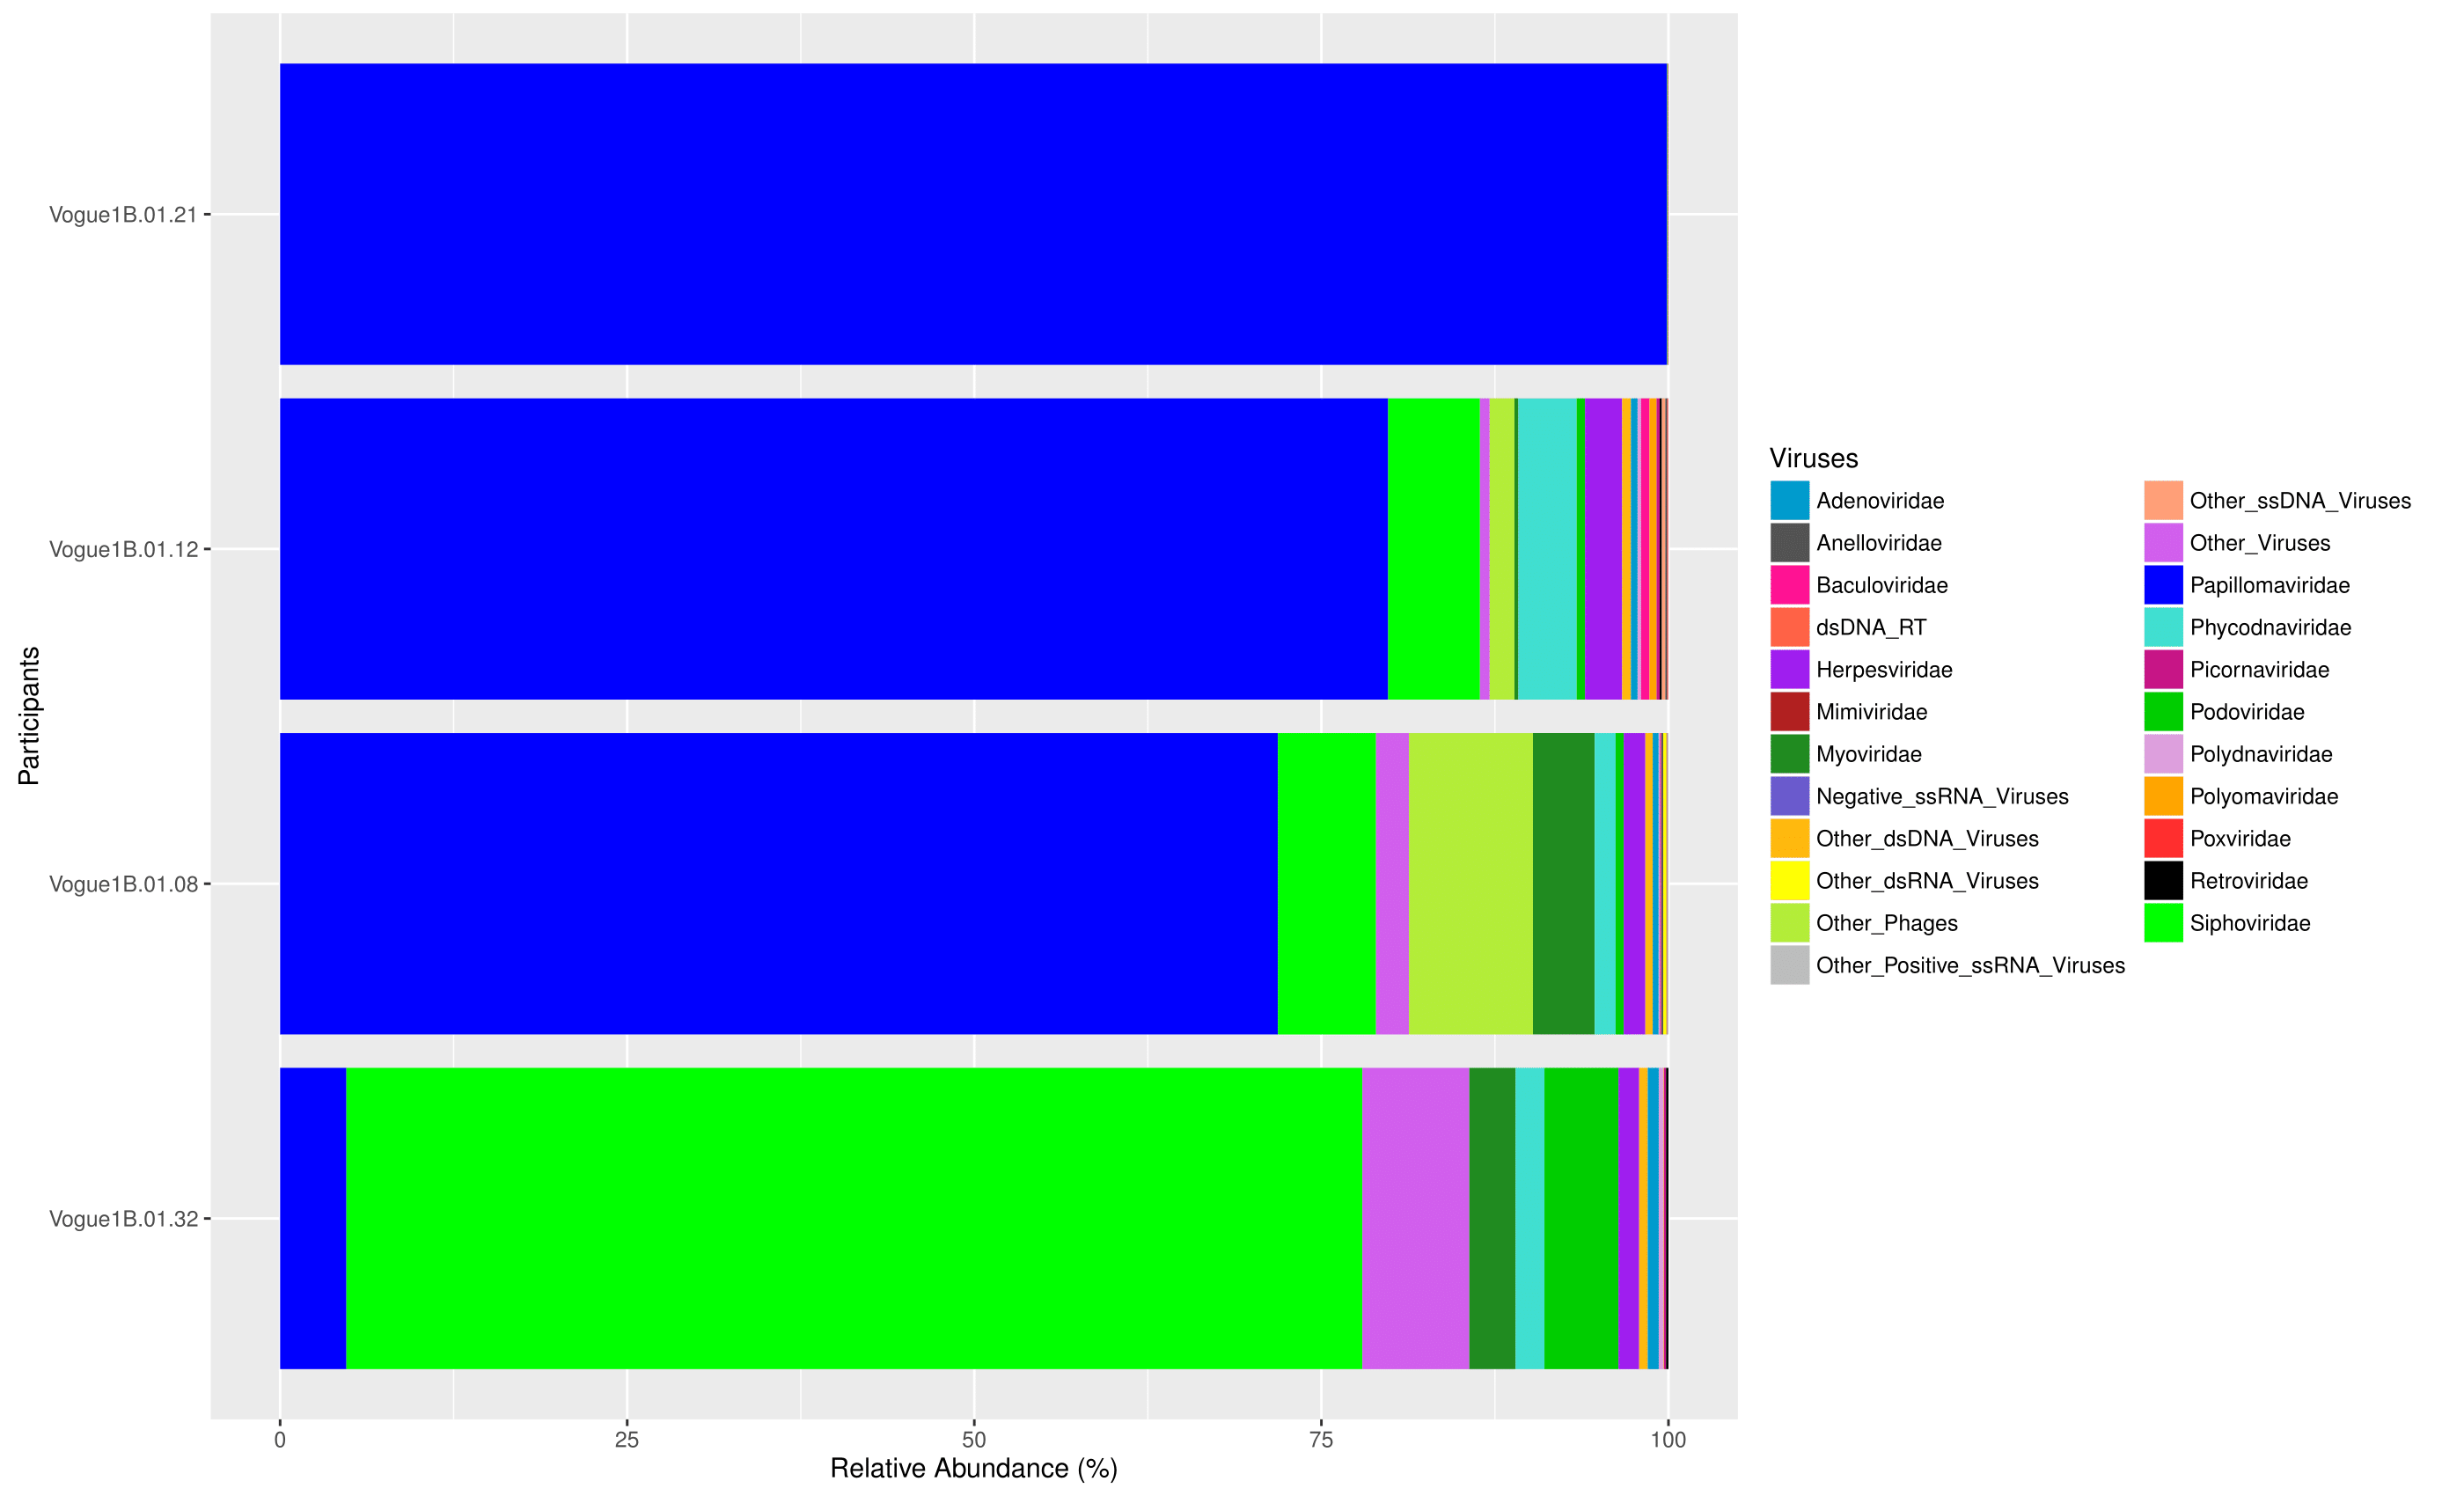 Participants
Vogue1B.01.21
Vogue1B.01.12
Vogue1B.01.08
Vogue1B.01.32
0 25 50 75 100
Relative Abundance (%)
Viruses
Adenoviridae
Anelloviridae
Baculoviridae
dsDNA_RT
Herpesviridae
Mimiviridae
Myoviridae
Negative_ssRNA_Viruses
Other_dsDNA_Viruses
Other_dsRNA_Viruses
Other_Phages
Other_Positive_ssRNA_Viruses
Other_ssDNA_Viruses
Other_Viruses
Papillomaviridae
Phycodnaviridae
Picornaviridae
Podoviridae
Polydnaviridae
Polyomaviridae
Poxviridae
Retroviridae
Siphoviridae